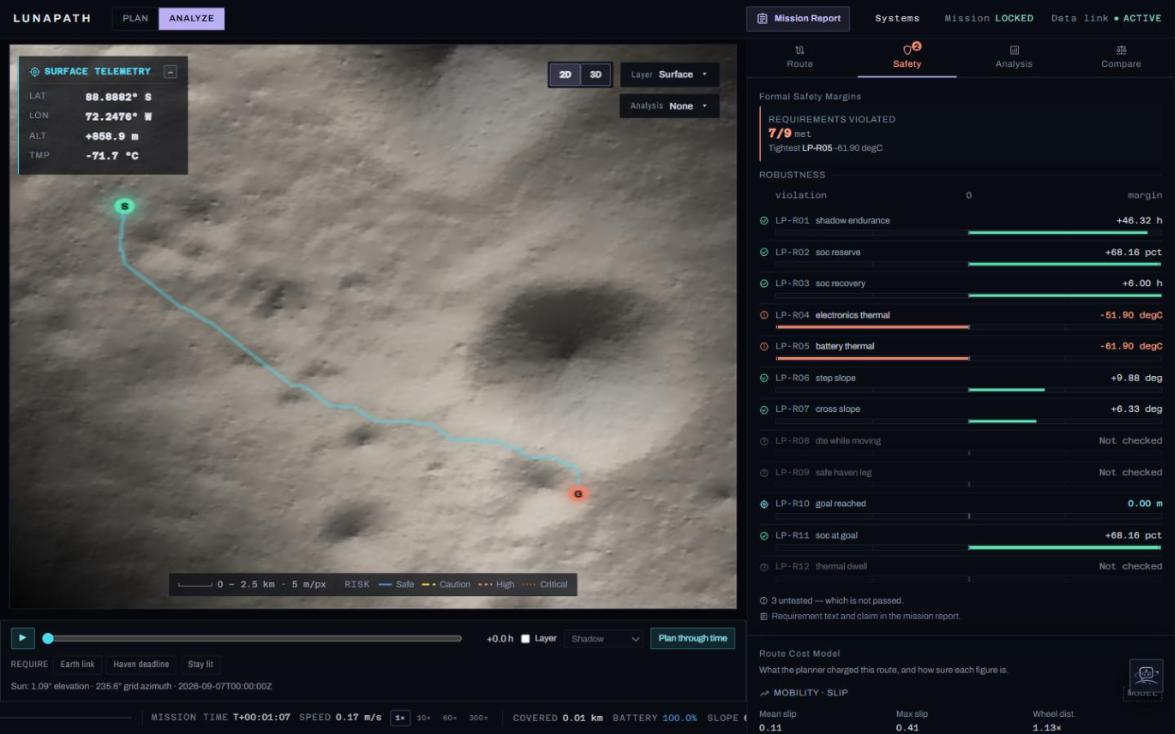 LUNAPATH PLAN ANALYZE Mission Report Systems Mission LOCKED Data link • ACTIVE
SURFACE TELEMETRY –
LAT 88.8882° S
LON 72.2476° W
ALT +858.9 m
TMP -71.7 °C
2D 3D Layer Surface
Analysis None
S
G
0 – 2.5 km · 5 m/px RISK Safe Caution High Critical
+0.0 h Layer Shadow Plan through time
REQUIRE Earth link Haven deadline Stay lit
Sun: 1.09° elevation · 235.6° grid azimuth · 2026-09-07T00:00:00Z
MISSION TIME T+00:01:07 SPEED 0.17 m/s 1× 10× 60× 300× COVERED 0.01 km BATTERY 100.0% SLOPE
Route Safety 2 Analysis Compare
Formal Safety Margins
REQUIREMENTS VIOLATED
7/9 met
Tightest LP-R05 -61.90 degC
ROBUSTNESS
violation 0 margin
LP-R01 shadow endurance +46.32 h
LP-R02 soc reserve +68.16 pct
LP-R03 soc recovery +6.00 h
LP-R04 electronics thermal -51.90 degC
LP-R05 battery thermal -61.90 degC
LP-R06 step slope +9.88 deg
LP-R07 cross slope +6.33 deg
LP-R08 dte while moving Not checked
LP-R09 safe haven leg Not checked
LP-R10 goal reached 0.00 m
LP-R11 soc at goal +68.16 pct
LP-R12 thermal dwell Not checked
3 untested — which is not passed.
Requirement text and claim in the mission report.
Route Cost Model
What the planner charged this route, and how sure each figure is.
MOBILITY · SLIP MODEL
Mean slip Max slip Wheel dist.
0.11 0.41 1.13×